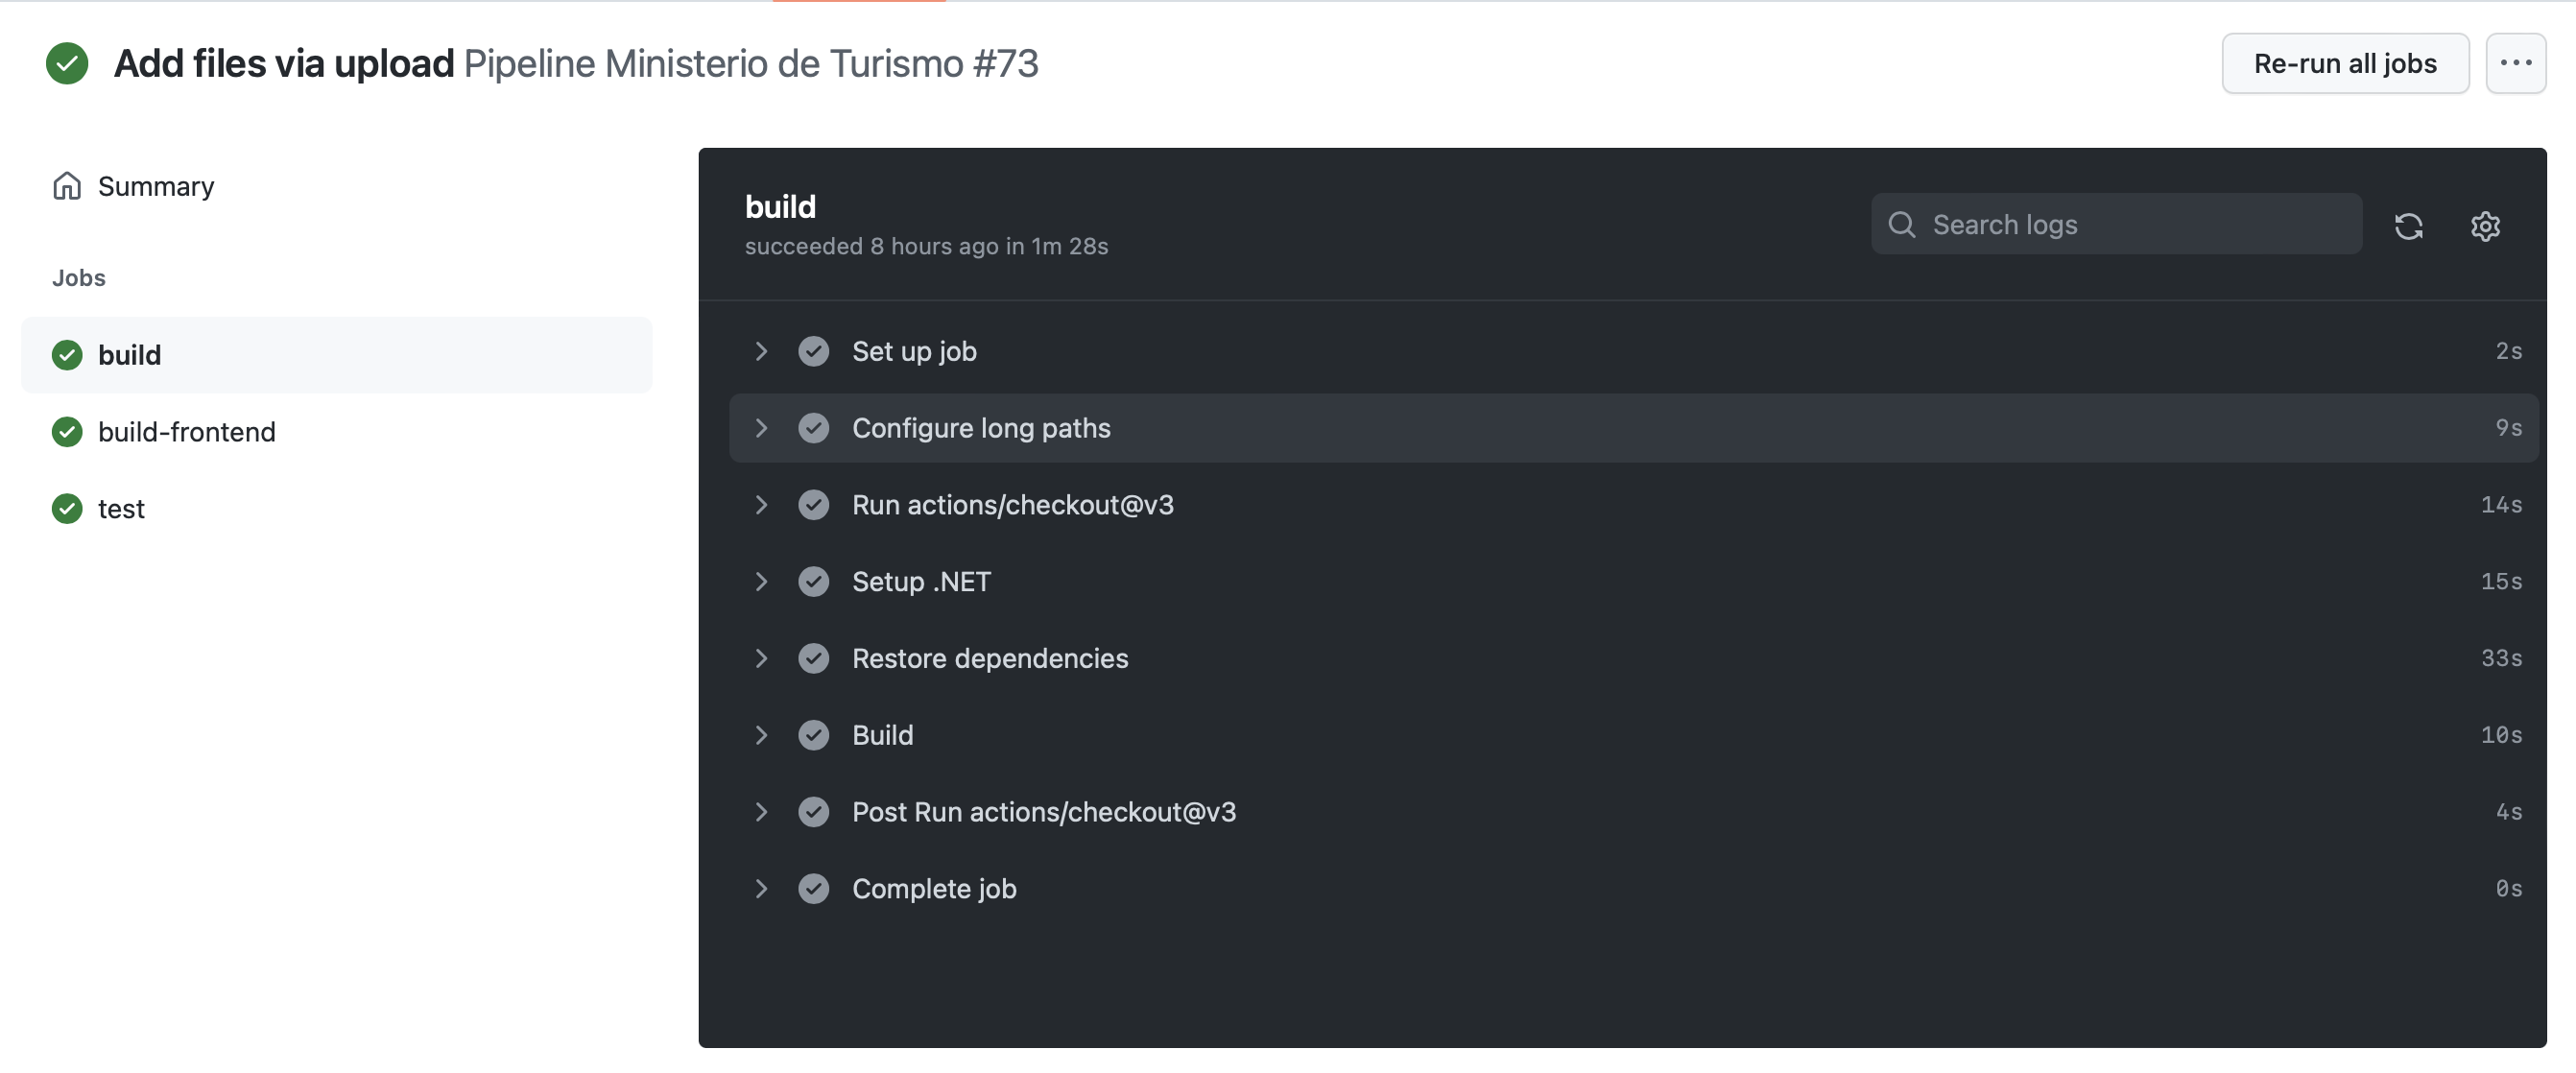 Add files via upload Pipeline Ministerio de Turismo #73
Re-run all jobs
Summary
Jobs
build
build-frontend
test
build
succeeded 8 hours ago in 1m 28s
Search logs
Set up job 2s
Configure long paths 9s
Run actions/checkout@v3 14s
Setup .NET 15s
Restore dependencies 33s
Build 10s
Post Run actions/checkout@v3 4s
Complete job 0s